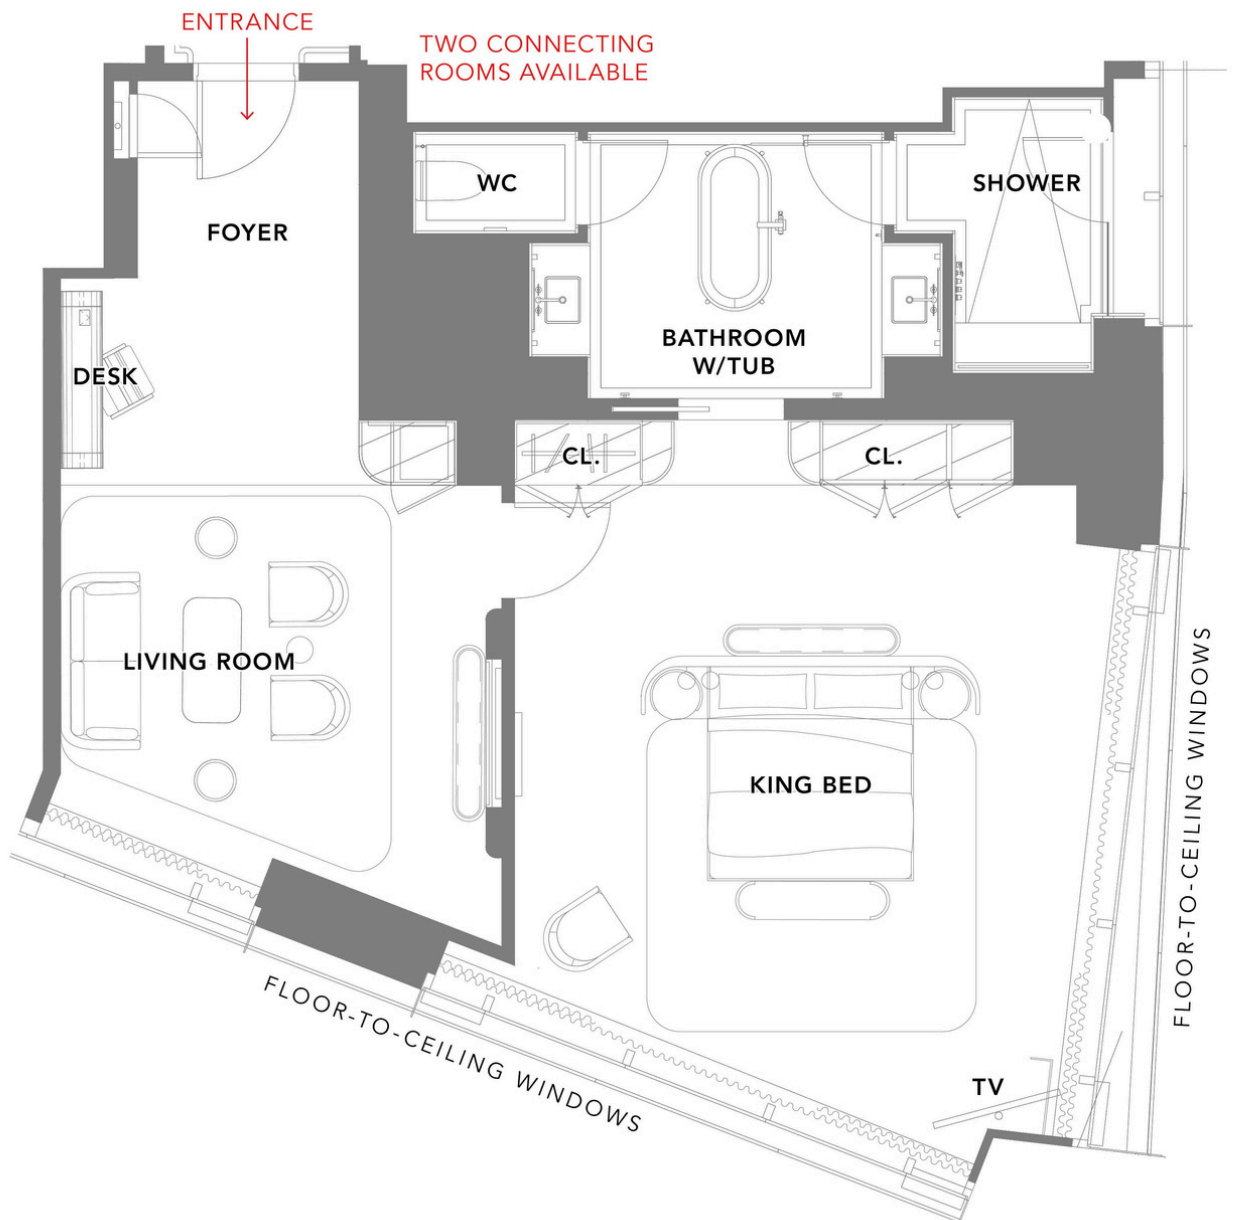 ENTRANCE
TWO CONNECTING
ROOMS AVAILABLE
WC
SHOWER
FOYER
BATHROOM
W/TUB
DESK
CL.
CL.
LIVING ROOM
KING BED
FLOOR-TO-CEILING WINDOWS
FLOOR-TO-CEILING WINDOWS
TV